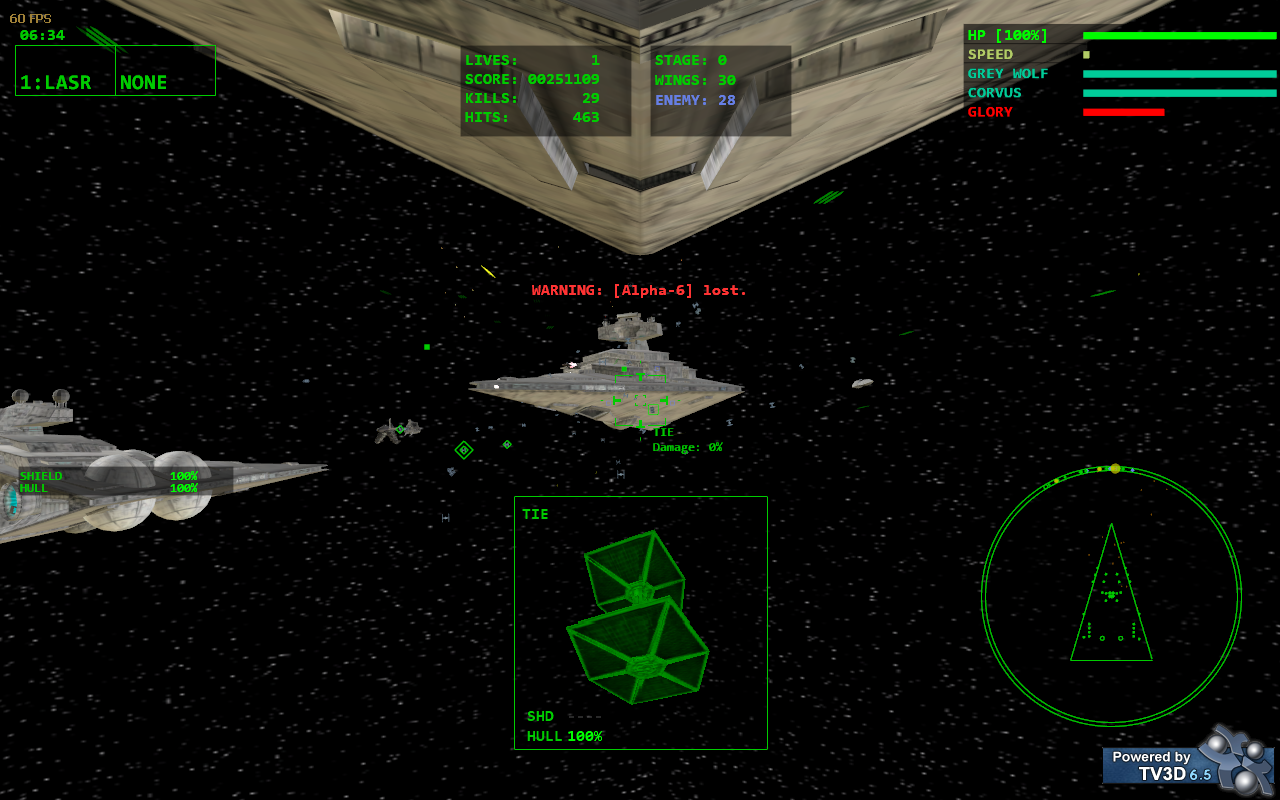 60 FPS
06:34
1:LASR NONE
LIVES: 1
SCORE: 00251109
KILLS: 29
HITS: 463
STAGE: 0
WINGS: 30
ENEMY: 28
HP [100%]
SPEED
GREY WOLF
CORVUS
GLORY
WARNING: [Alpha-6] lost.
TIE
Damage: 0%
SHIELD 100%
HULL 100%
TIE
SHD ----
HULL 100%
Powered by
TV3D 6.5